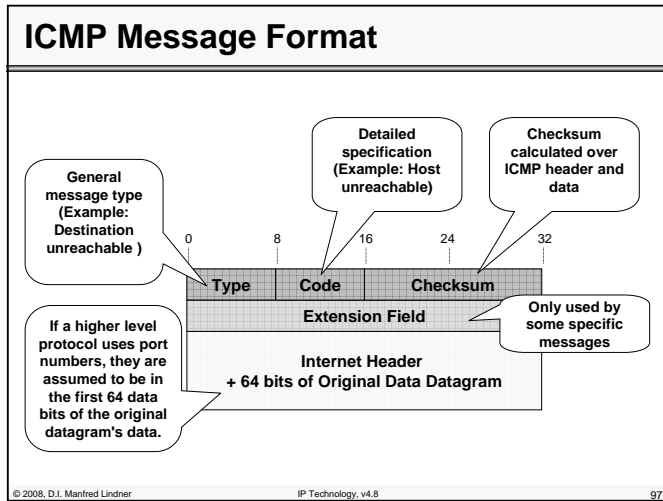 ICMP Message Format
Detailed
specification
(Example: Host
unreachable)
Checksum
calculated over
ICMP header and
data
General
message type
(Example:
Destination
unreachable )
0 8 16 24 32
Type Code Checksum
Extension Field
Only used by
some specific
messages
If a higher level
protocol uses port
numbers, they are
assumed to be in
the first 64 data
bits of the original
datagram's data.
Internet Header
+ 64 bits of Original Data Datagram
© 2008, D.I. Manfred Lindner IP Technology, v4.8 97